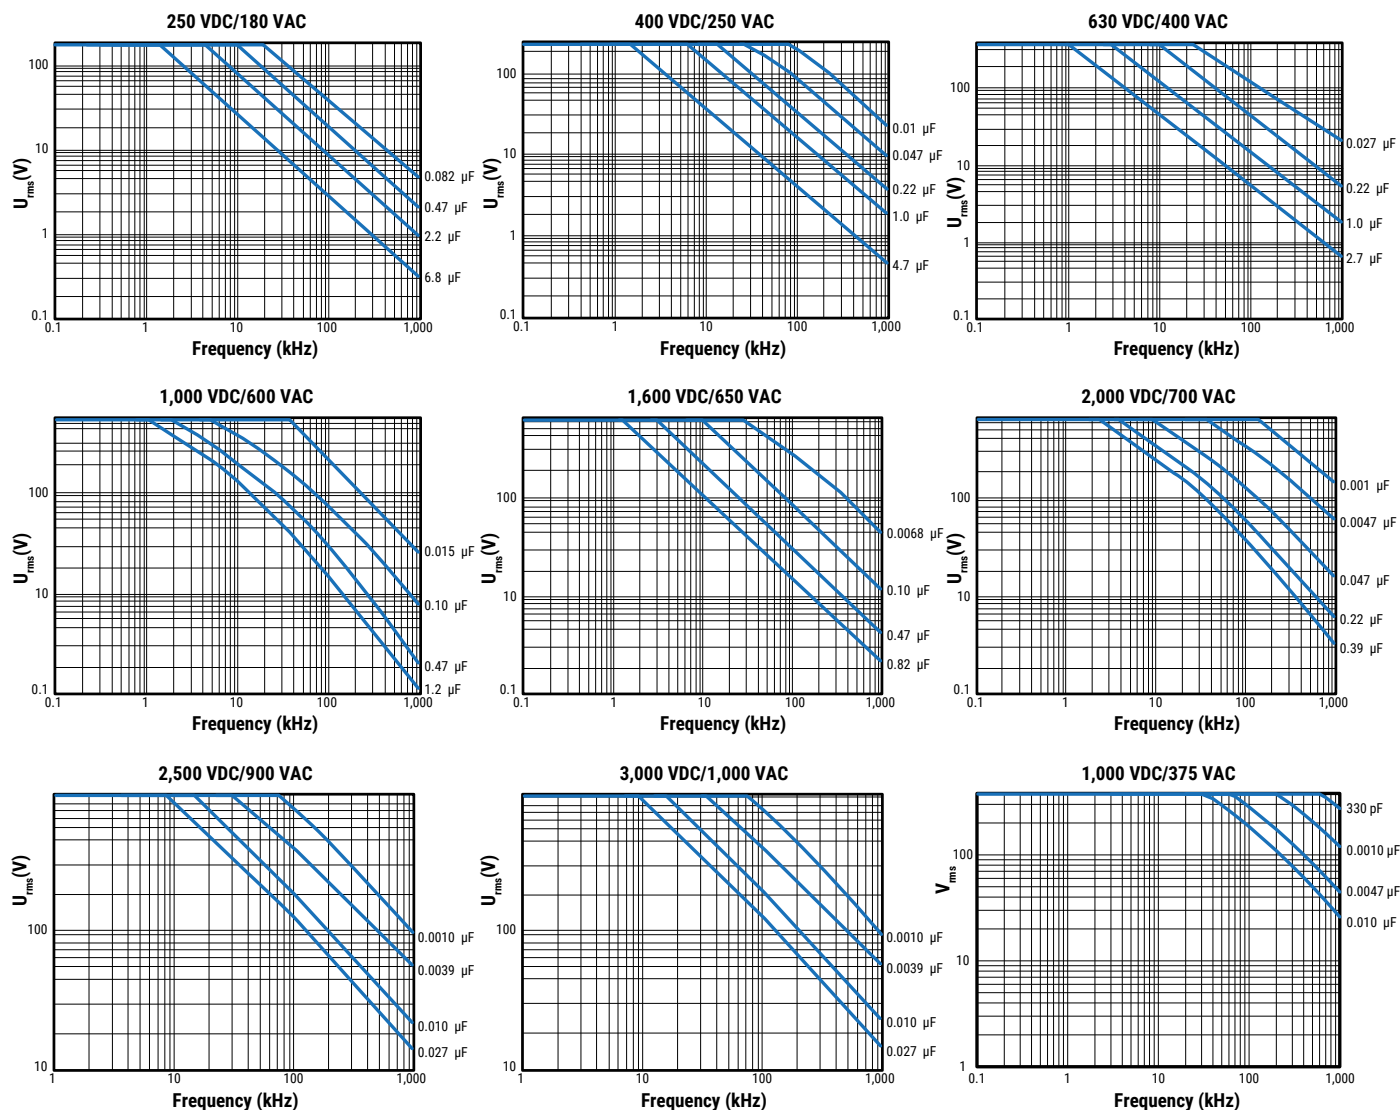 250 VDC/180 VAC
100
10
1
0.1
U rms (V)
0.082 µF
0.47 µF
2.2 µF
6.8 µF
0.1 1 10 100 1,000
Frequency (kHz)
400 VDC/250 VAC
100
10
1
0.1
U rms (V)
0.01 µF
0.047 µF
0.22 µF
1.0 µF
4.7 µF
0.1 1 10 100 1,000
Frequency (kHz)
630 VDC/400 VAC
100
10
1
0.1
U rms (V)
0.027 µF
0.22 µF
1.0 µF
2.7 µF
0.1 1 10 100 1,000
Frequency (kHz)
1,000 VDC/600 VAC
100
10
0.1
U rms (V)
0.015 µF
0.10 µF
0.47 µF
1.2 µF
0.1 1 10 100 1,000
Frequency (kHz)
1,600 VDC/650 VAC
100
10
0.1
U rms (V)
0.0068 µF
0.10 µF
0.47 µF
0.82 µF
0.1 1 10 100 1,000
Frequency (kHz)
2,000 VDC/700 VAC
100
10
0.1
U rms (V)
0.001 µF
0.0047 µF
0.047 µF
0.22 µF
0.39 µF
0.1 1 10 100 1,000
Frequency (kHz)
2,500 VDC/900 VAC
100
10
U rms (V)
0.0010 µF
0.0039 µF
0.010 µF
0.027 µF
1 10 100 1,000
Frequency (kHz)
3,000 VDC/1,000 VAC
100
10
U rms (V)
0.0010 µF
0.0039 µF
0.010 µF
0.027 µF
1 10 100 1,000
Frequency (kHz)
1,000 VDC/375 VAC
100
10
1
V rms
330 pF
0.0010 µF
0.0047 µF
0.010 µF
0.1 1 10 100 1,000
Frequency (kHz)